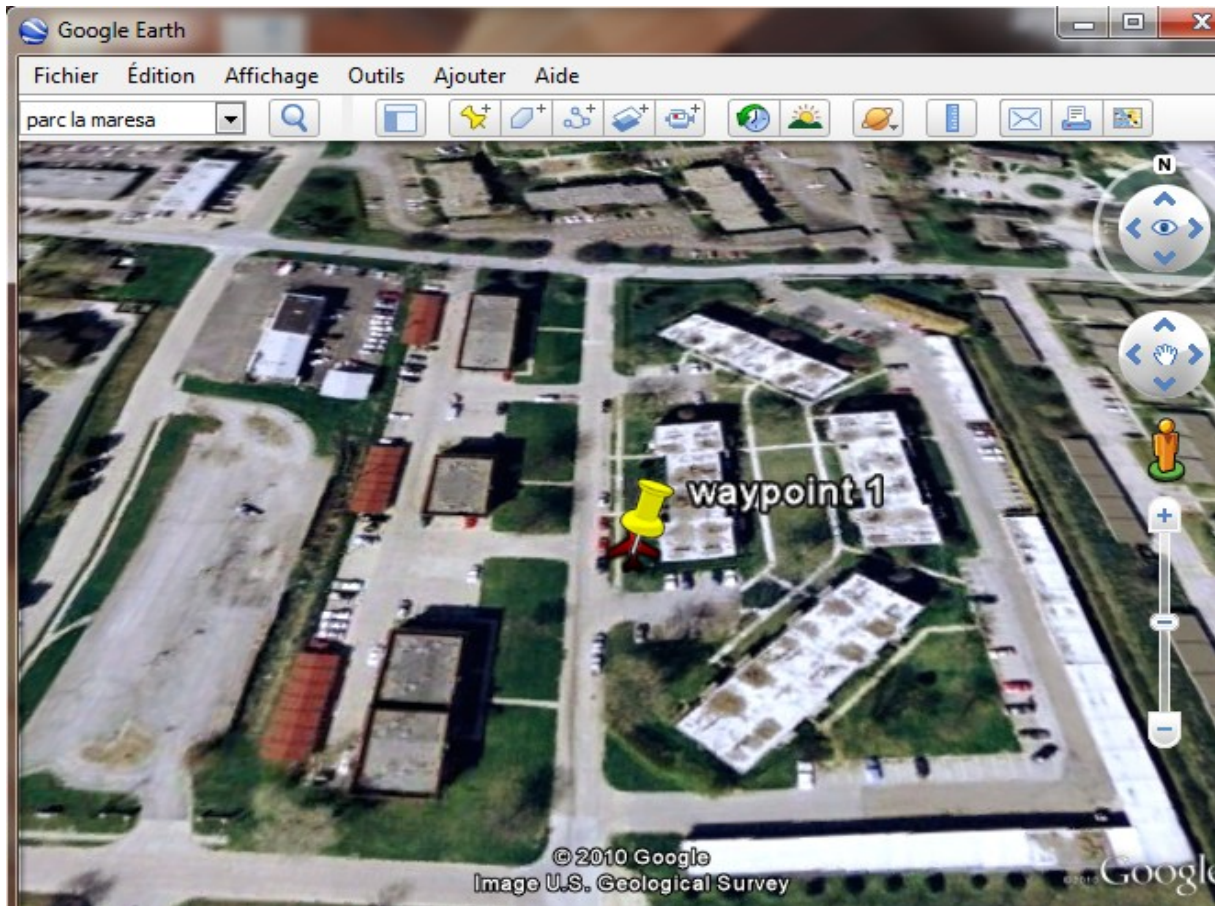 Google Earth
Fichier Édition Affichage Outils Ajouter Aide
parc la maresa
N
waypoint 1
© 2010 Google
Image U.S. Geological Survey
©2010 Google